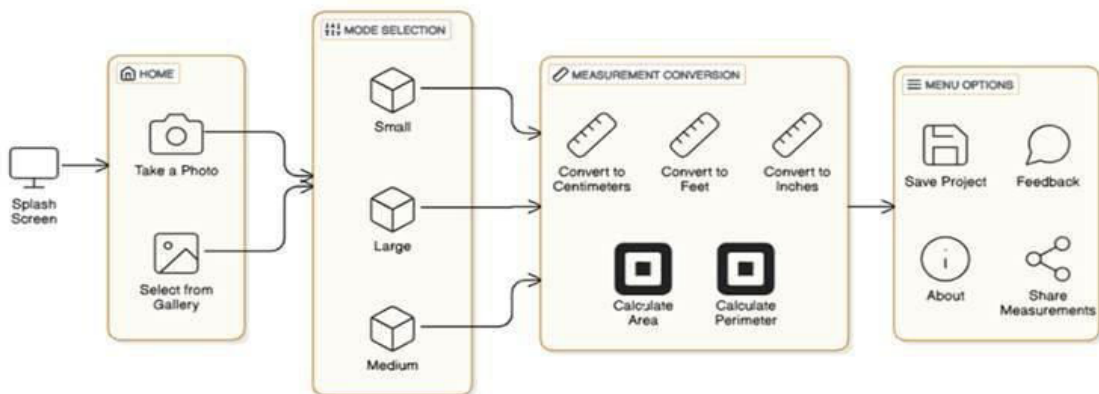 MODE SELECTION
HOME
MEASUREMENT CONVERSION
MENU OPTIONS
Splash
Screen
Take a Photo
Select from
Gallery
Small
Large
Medium
Convert to
Centimeters
Convert to
Feet
Convert to
Inches
Calculate
Area
Calculate
Perimeter
Save Project
Feedback
About
Share
Measurements